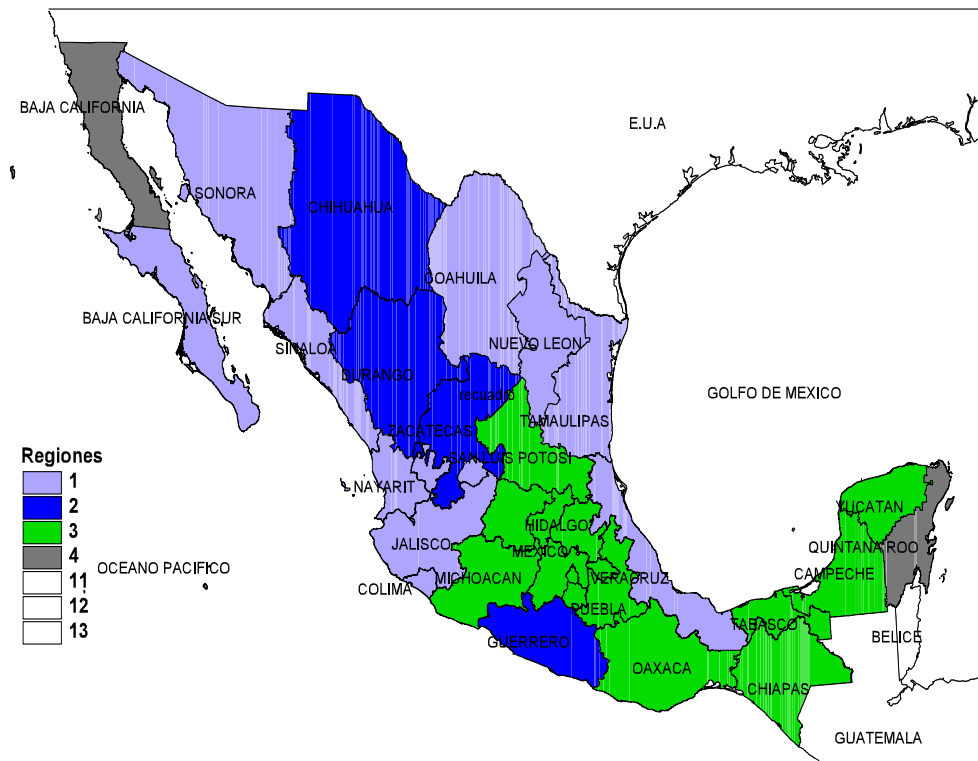 BAJA CALIFORNIA
E.U.A
SONORA
CHIHUAHUA
COAHUILA
BAJA CALIFORNIA SUR
SINALOA
NUEVO LEON
DURANGO
recuadro
GOLFO DE MEXICO
ZACATECAS
TAMAULIPAS
SAN LUIS POTOSI
NAYARIT
YUCATAN
HIDALGO
JALISCO
MEXICO
QUINTANA ROO
OCEANO PACIFICO
COLIMA
MICHOACAN
VERACRUZ
CAMPECHE
PUEBLA
TABASCO
GUERRERO
BELICE
OAXACA
CHIAPAS
GUATEMALA
Regiones
1
2
3
4
11
12
13